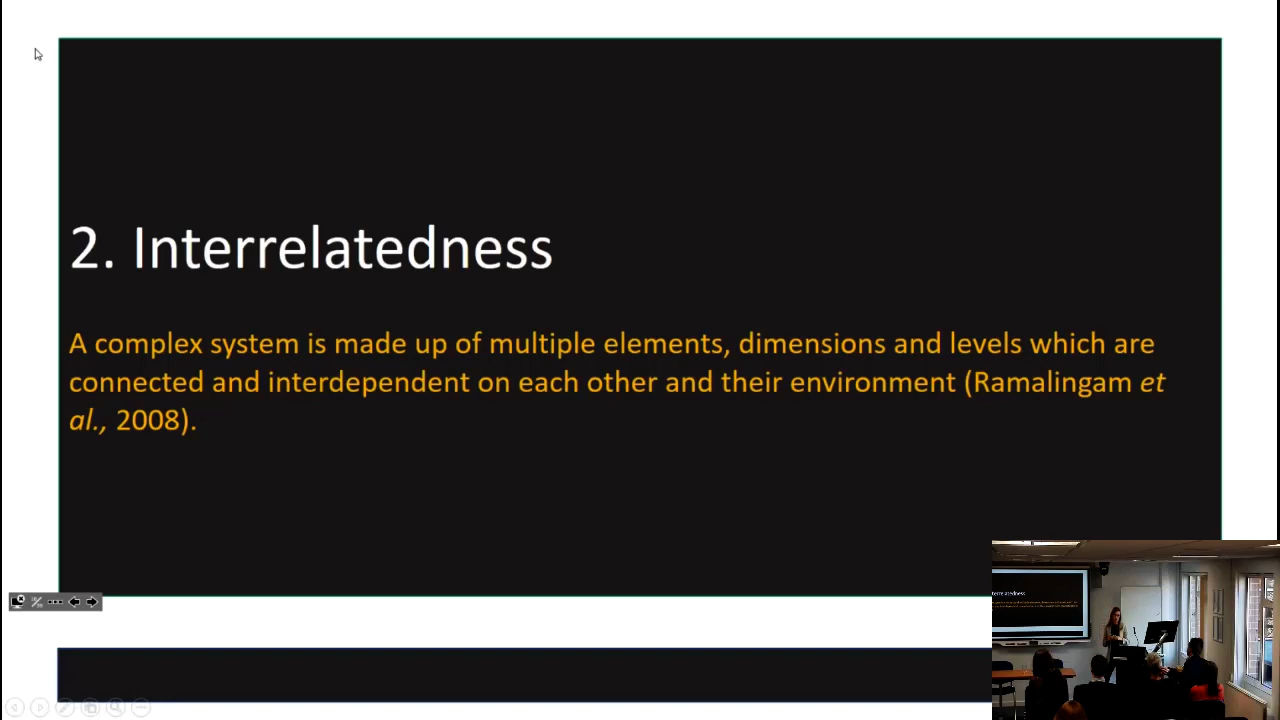 2. Interrelatedness
A complex system is made up of multiple elements, dimensions and levels which are
connected and interdependent on each other and their environment (Ramalingam et
al., 2008).
terrelatedness